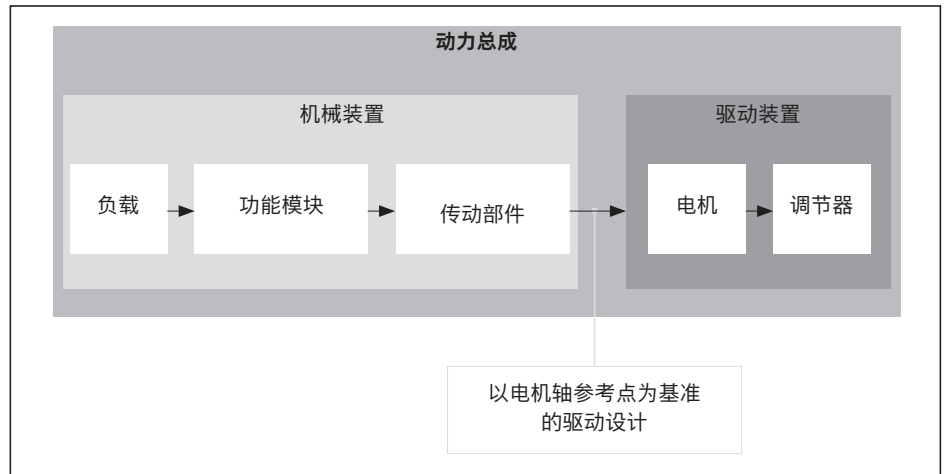 动力总成
机械装置
驱动装置
负载
功能模块
传动部件
电机
调节器
以电机轴参考点为基准
的驱动设计